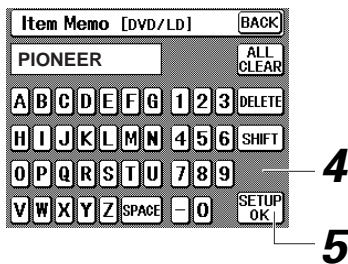 Item Memo [DVD/LD] BACK
PIONEER ALL CLEAR
A B C D E F G 1 2 3 DELETE
H I J K L M N 4 5 6 SHIFT
O P Q R S T U 7 8 9 4
V W X Y Z SPACE - 0 SETUP OK
5